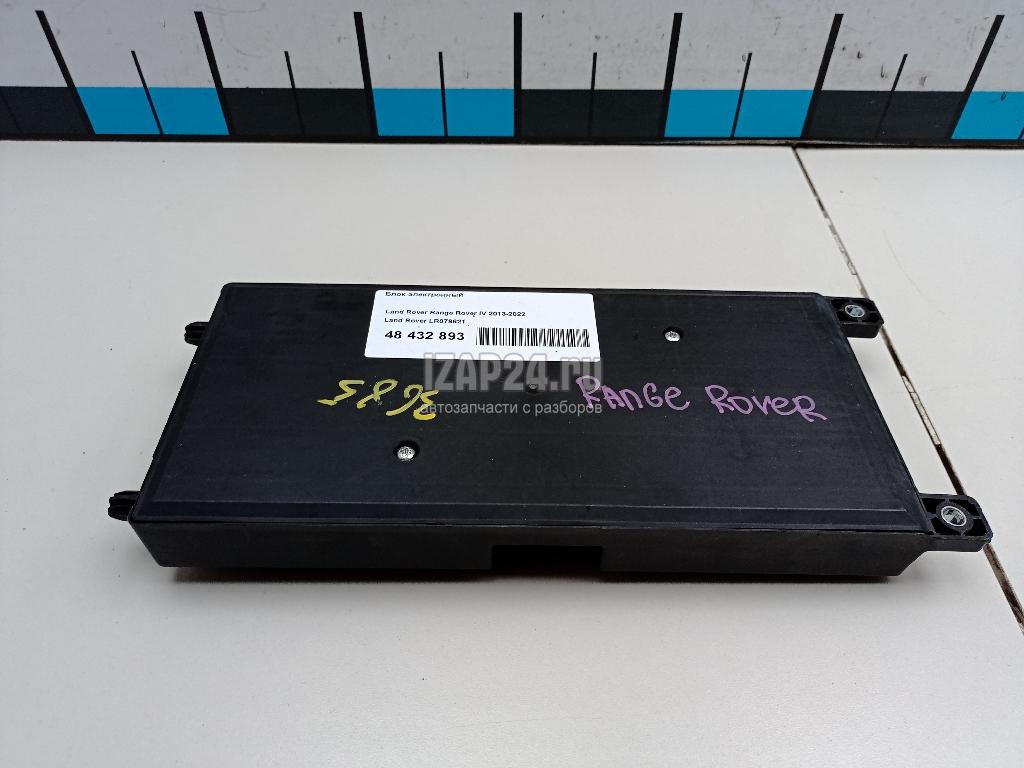 Блок электронный
Land Rover Range Rover IV 2013-2022
Land Rover LR078621
48 432 893
IZAP24.ru
автозапчасти с разборов
3685
RANGE ROVER